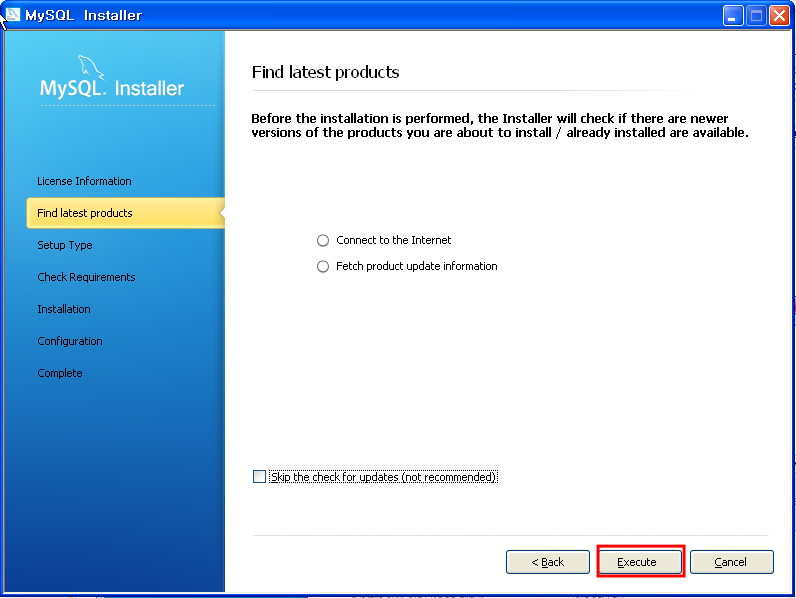 MySQL Installer
MySQL. Installer
Find latest products
Before the installation is performed, the Installer will check if there are newer
versions of the products you are about to install / already installed are available.
License Information
Find latest products
Setup Type
Check Requirements
Installation
Configuration
Complete
Connect to the Internet
Fetch product update information
Skip the check for updates (not recommended)
< Back
Execute
Cancel